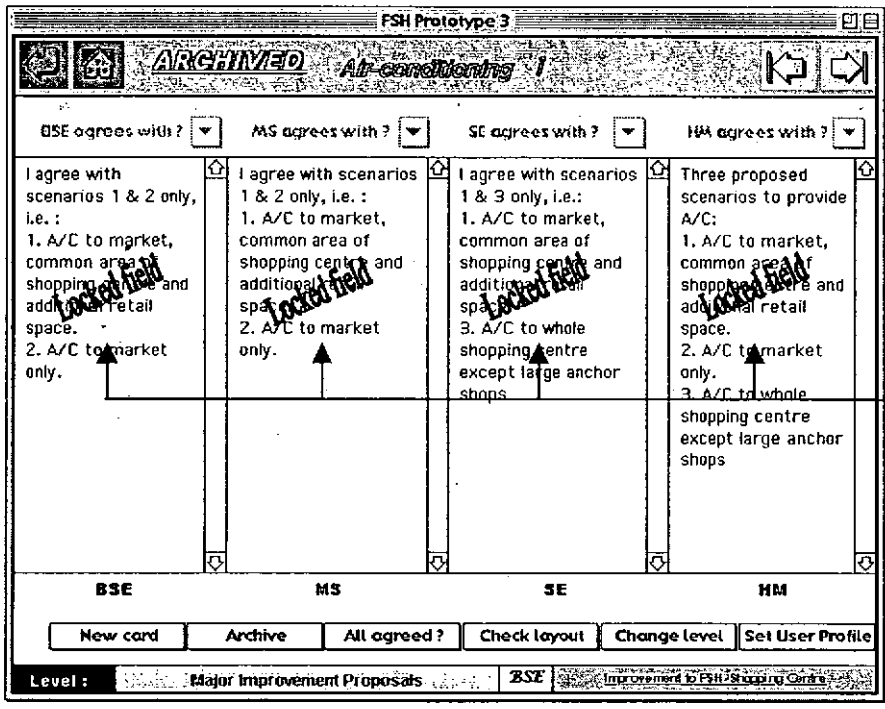 FSH Prototype 3
ARCHIVED Air-conditioning 1
BSE agrees with ?
MS agrees with ?
SE agrees with ?
HM agrees with ?
I agree with
scenarios 1 & 2 only,
i.e. :
1. A/C to market,
common area of
shopping centre and
additional retail
space.
2. A/C to market
only.
Locked field
I agree with scenarios
1 & 2 only, i.e. :
1. A/C to market,
common area of
shopping centre and
additional retail
space.
2. A/C to market
only.
Locked field
I agree with scenarios
1 & 3 only, i.e.:
1. A/C to market,
common area of
shopping centre and
additional retail
space.
3. A/C to whole
shopping centre
except large anchor
shops
Locked field
Three proposed
scenarios to provide
A/C:
1. A/C to market,
common area of
shopping centre and
additional retail
space.
2. A/C to market
only.
3. A/C to whole
shopping centre
except large anchor
shops
Locked field
BSE
MS
SE
HM
New card
Archive
All agreed ?
Check layout
Change level
Set User Profile
Level : Major Improvement Proposals BSE Improvement to FSH Shopping Centre